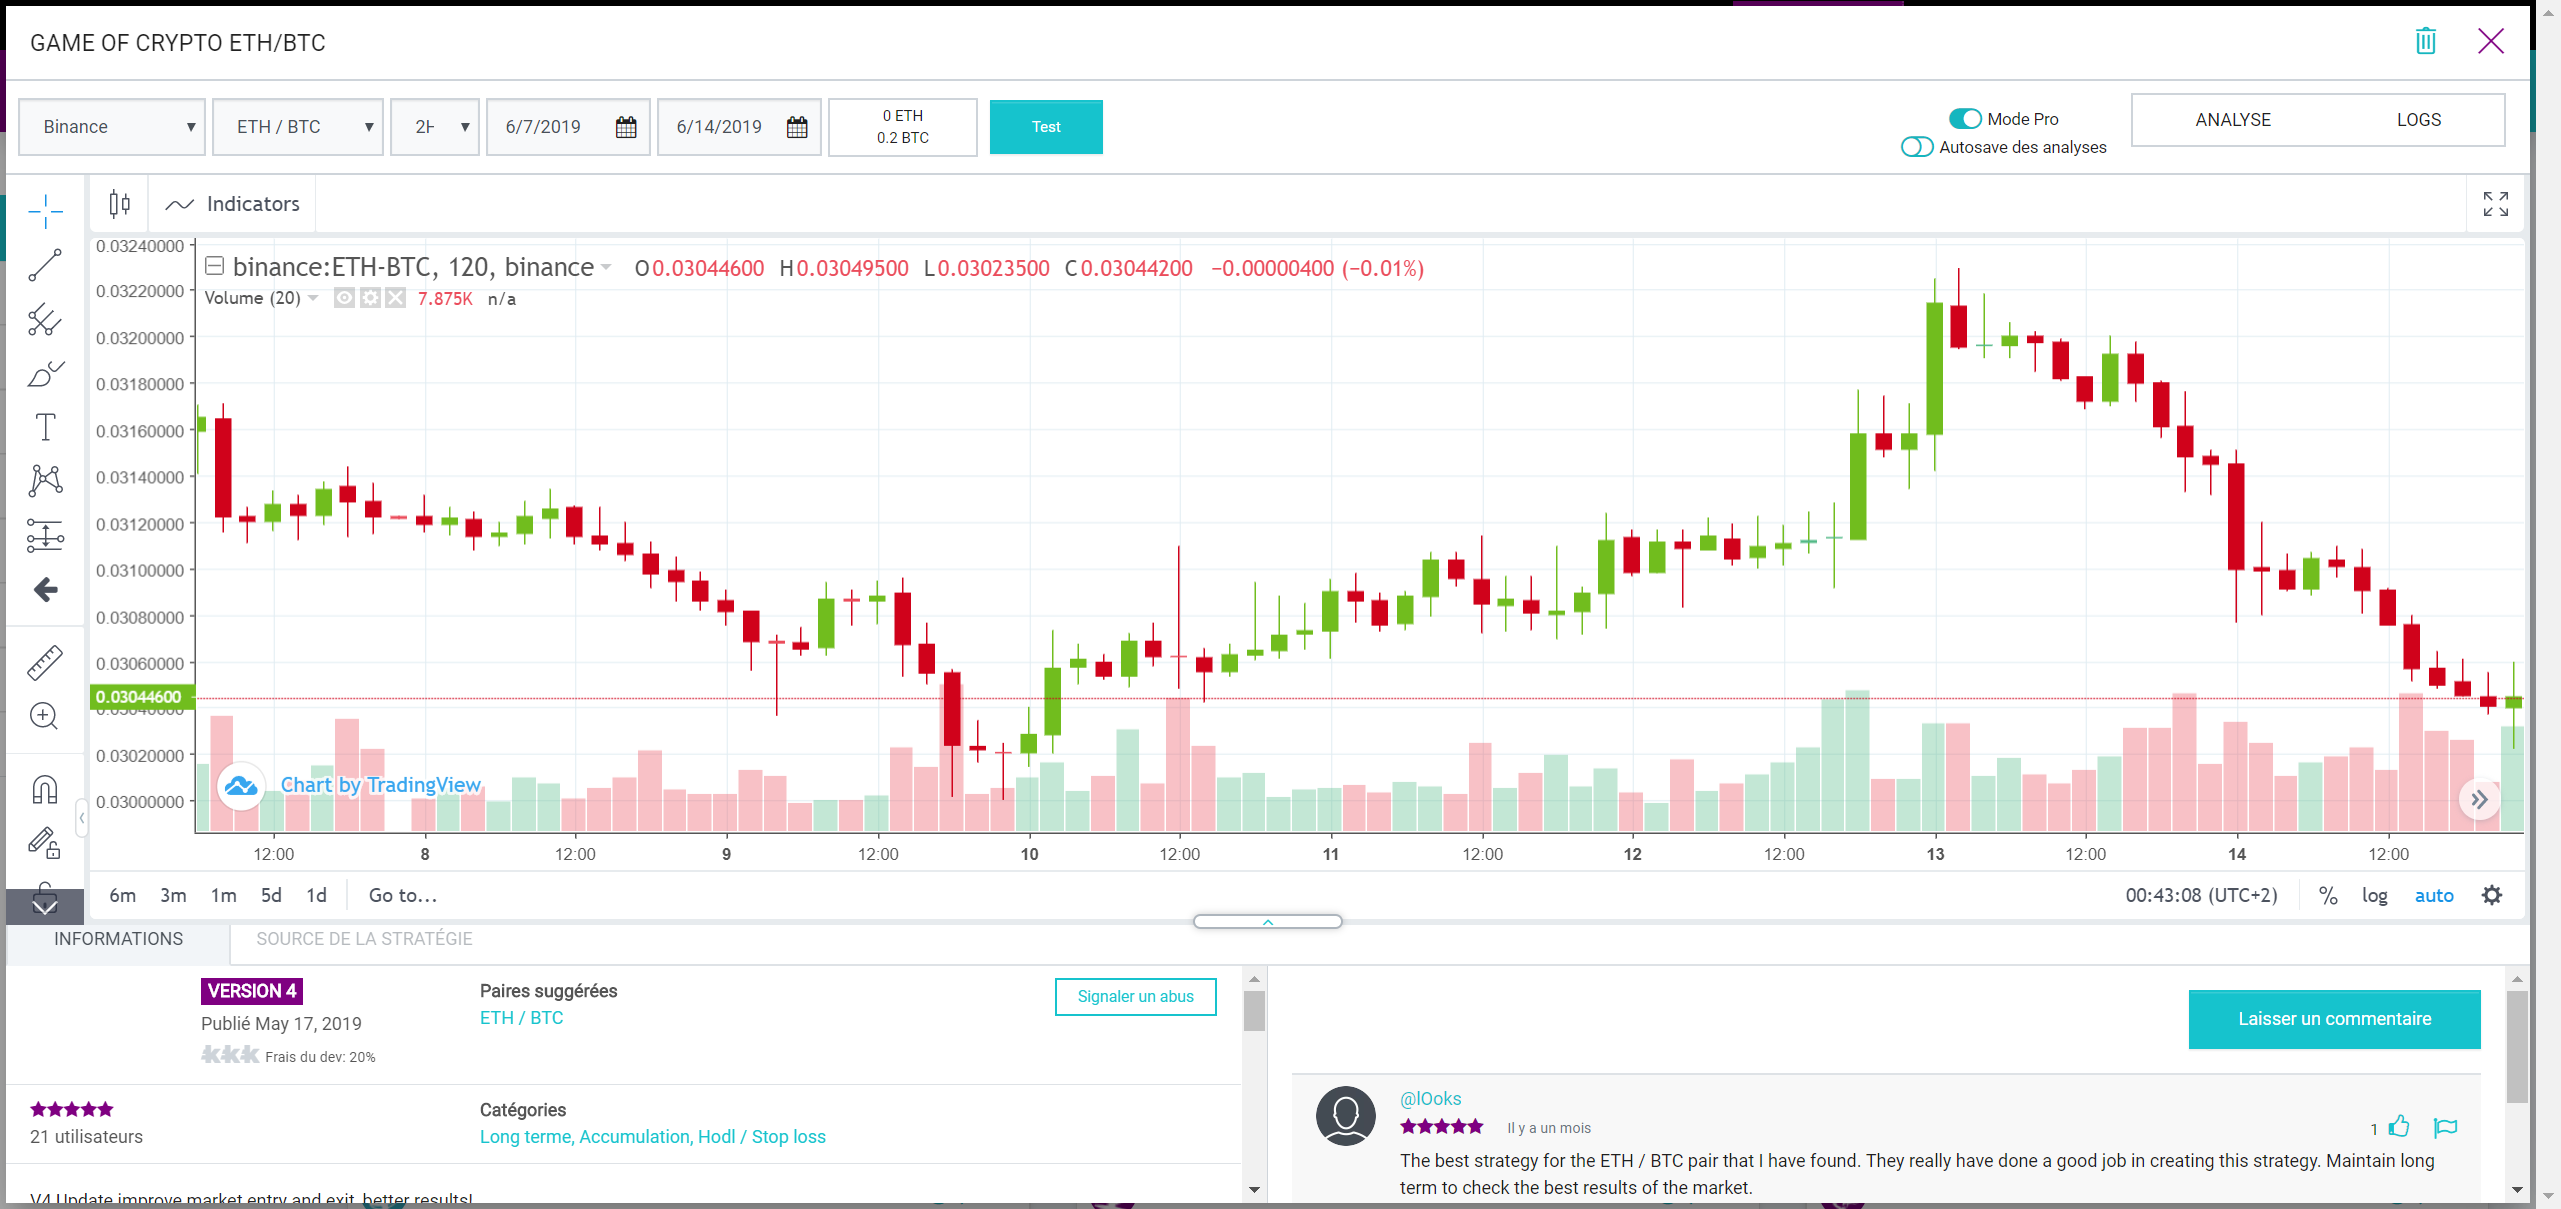 GAME OF CRYPTO ETH/BTC
Binance
ETH / BTC
6/7/2019
6/14/2019
0 ETH
0.2 BTC
Test
Mode Pro
Autosave des analyses
ANALYSE
LOGS
Indicators
binance:ETH-BTC, 120, binance O0.03044600 H0.03049500 L0.03023500 C0.03044200 −0.00000400 (−0.01%)
Volume (20) 7.875K n/a
0.03240000
0.03220000
0.03200000
0.03180000
0.03160000
0.03140000
0.03120000
0.03100000
0.03080000
0.03060000
0.03044600
0.03020000
0.03000000
Chart by TradingView
12:00 8 12:00 9 12:00 10 12:00 11 12:00 12 12:00 13 12:00 14 12:00
6m 3m 1m 5d 1d Go to... 00:43:08 (UTC+2) % log auto
INFORMATIONS
SOURCE DE LA STRATÉGIE
VERSION 4
Publié May 17, 2019
Frais du dev: 20%
Paires suggérées
ETH / BTC
Signaler un abus
21 utilisateurs
Catégories
Long terme, Accumulation, Hodl / Stop loss
V4 Update improve market entry and exit, better results!
Laisser un commentaire
@lOoks
Il y a un mois
1
The best strategy for the ETH / BTC pair that I have found. They really have done a good job in creating this strategy. Maintain long
term to check the best results of the market.